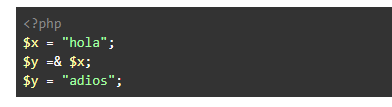 <?php
$x = "hola";
$y =& $x;
$y = "adios";